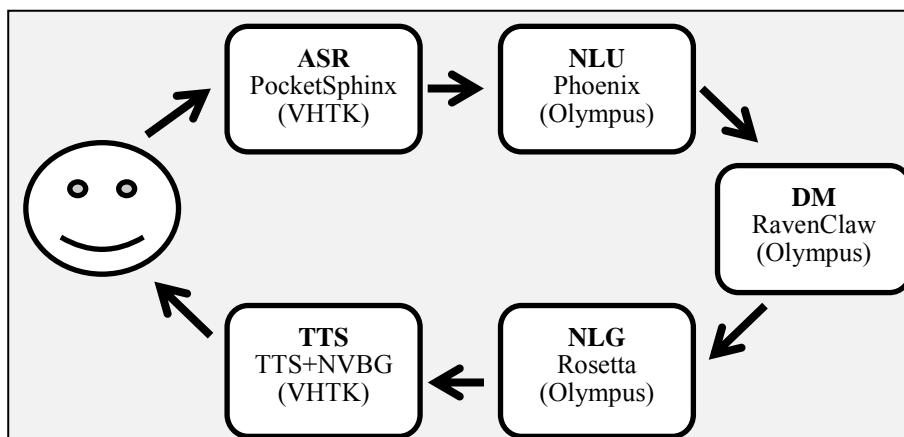 ASR
PocketSphinx
(VHTK)
NLU
Phoenix
(Olympus)
DM
RavenClaw
(Olympus)
NLG
Rosetta
(Olympus)
TTS
TTS+NVBG
(VHTK)